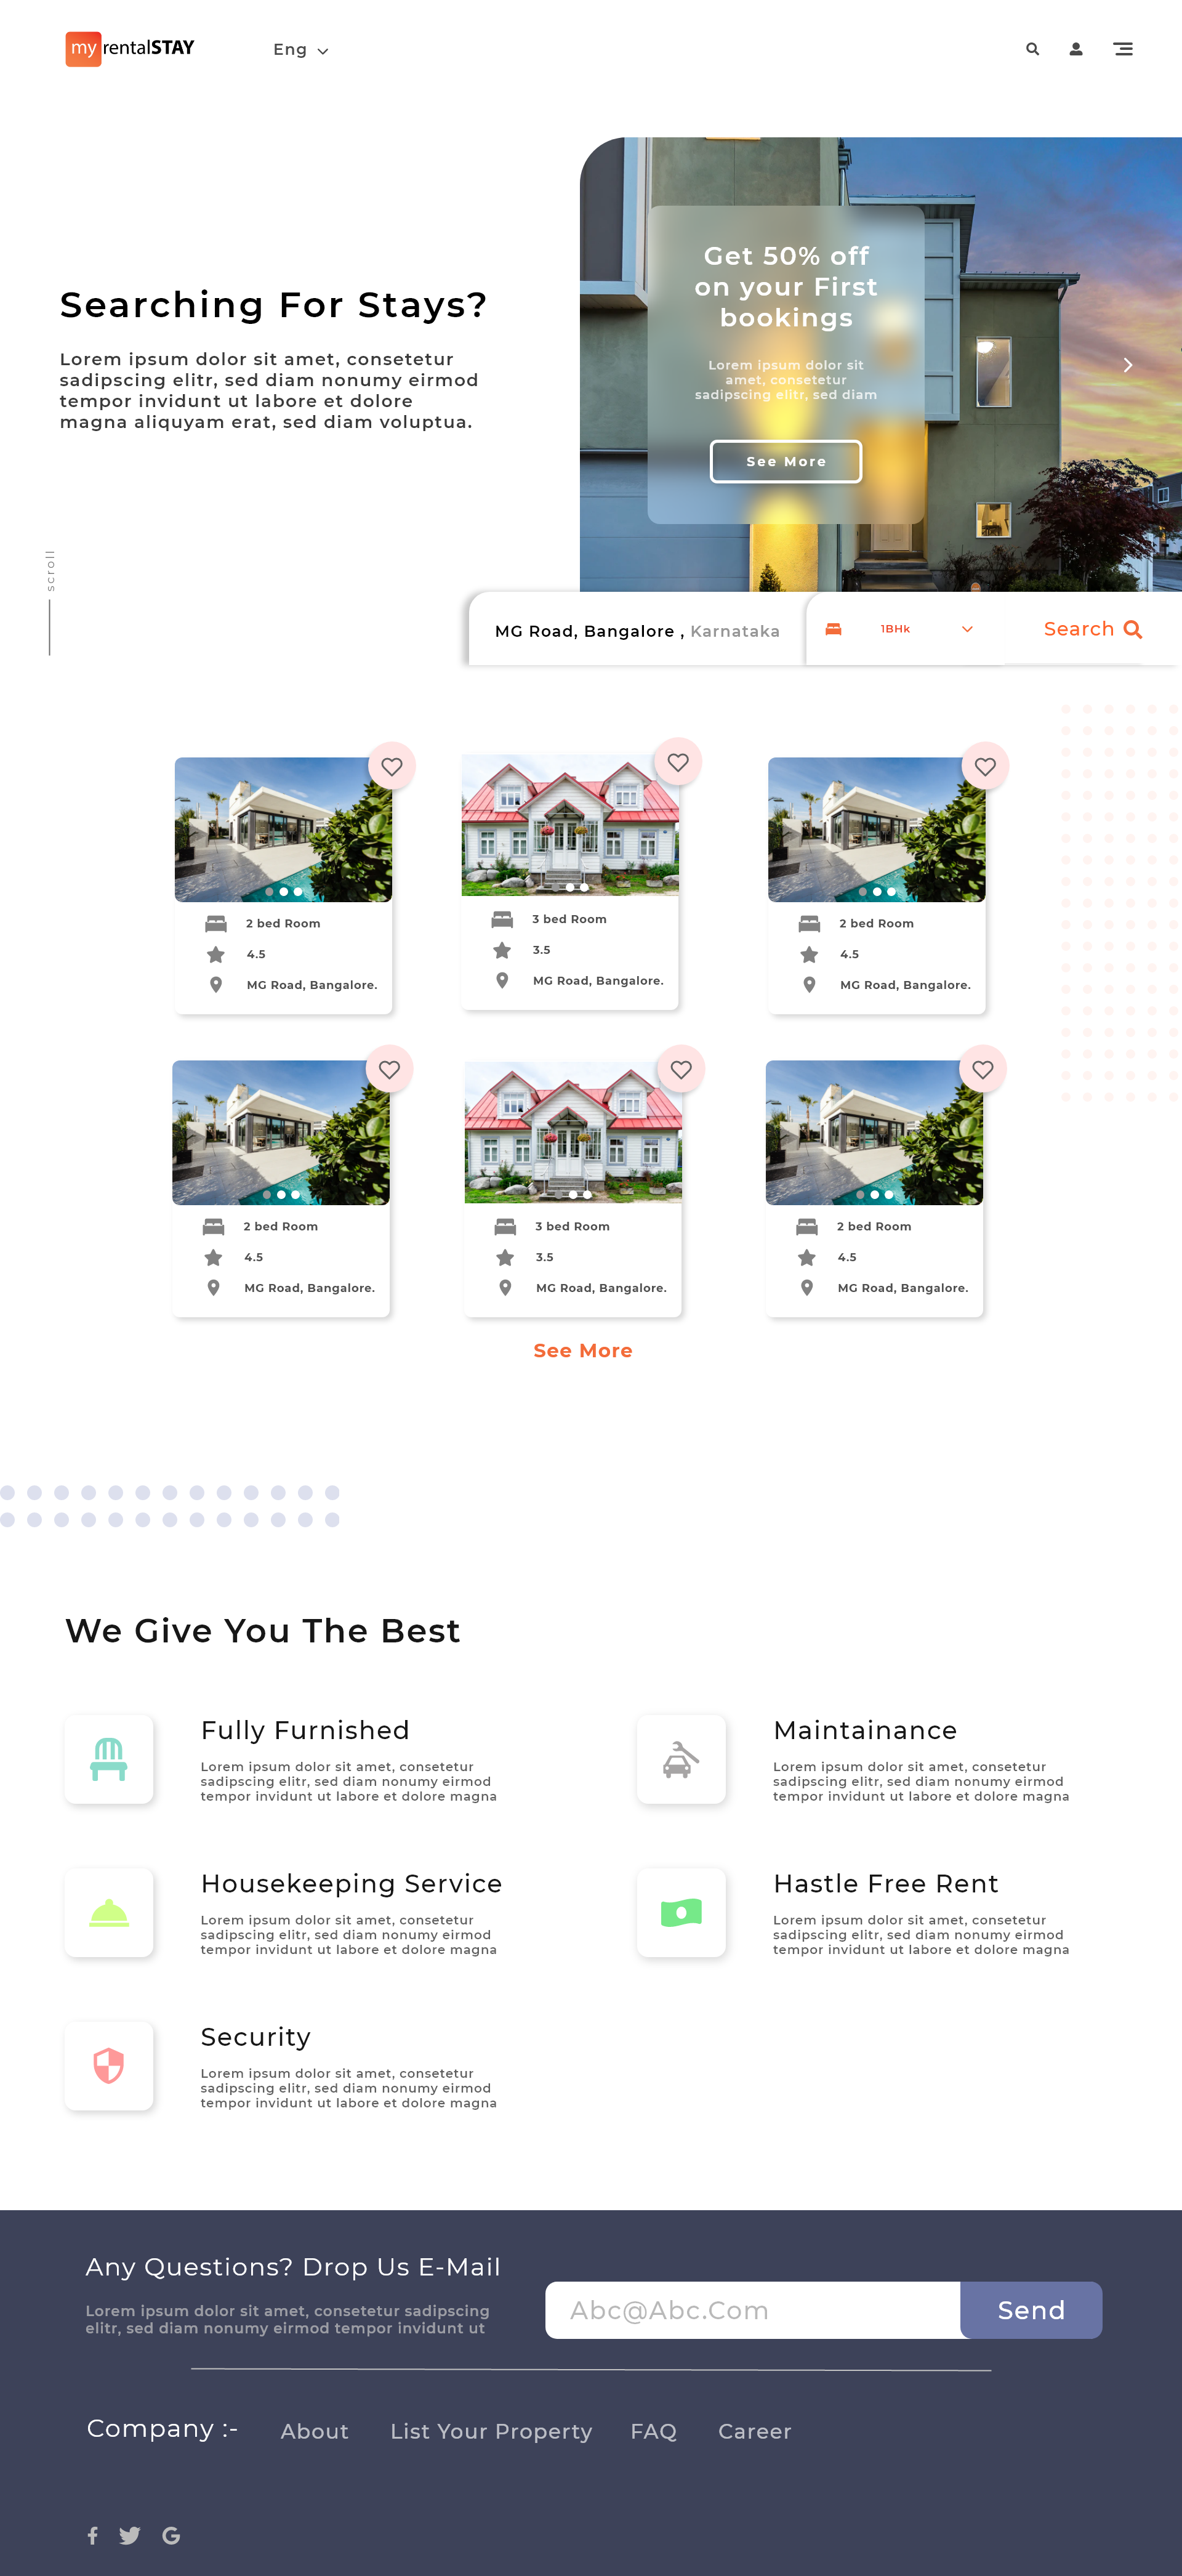 my rentalSTAY
Eng
Get 50% off
on your First
bookings
Searching For Stays?
Lorem ipsum dolor sit amet, consetetur
sadipscing elitr, sed diam nonumy eirmod
tempor invidunt ut labore et dolore
magna aliquyam erat, sed diam voluptua.
Lorem ipsum dolor sit
amet, consetetur
sadipscing elitr, sed diam
See More
scroll
MG Road, Bangalore , Karnataka
1BHk
Search
2 bed Room
4.5
MG Road, Bangalore.
3 bed Room
3.5
MG Road, Bangalore.
2 bed Room
4.5
MG Road, Bangalore.
2 bed Room
4.5
MG Road, Bangalore.
3 bed Room
3.5
MG Road, Bangalore.
2 bed Room
4.5
MG Road, Bangalore.
See More
We Give You The Best
Fully Furnished
Lorem ipsum dolor sit amet, consetetur
sadipscing elitr, sed diam nonumy eirmod
tempor invidunt ut labore et dolore magna
Maintainance
Lorem ipsum dolor sit amet, consetetur
sadipscing elitr, sed diam nonumy eirmod
tempor invidunt ut labore et dolore magna
Housekeeping Service
Lorem ipsum dolor sit amet, consetetur
sadipscing elitr, sed diam nonumy eirmod
tempor invidunt ut labore et dolore magna
Hastle Free Rent
Lorem ipsum dolor sit amet, consetetur
sadipscing elitr, sed diam nonumy eirmod
tempor invidunt ut labore et dolore magna
Security
Lorem ipsum dolor sit amet, consetetur
sadipscing elitr, sed diam nonumy eirmod
tempor invidunt ut labore et dolore magna
Any Questions? Drop Us E-Mail
Lorem ipsum dolor sit amet, consetetur sadipscing
elitr, sed diam nonumy eirmod tempor invidunt ut
Abc@Abc.Com
Send
Company :-
About
List Your Property
FAQ
Career